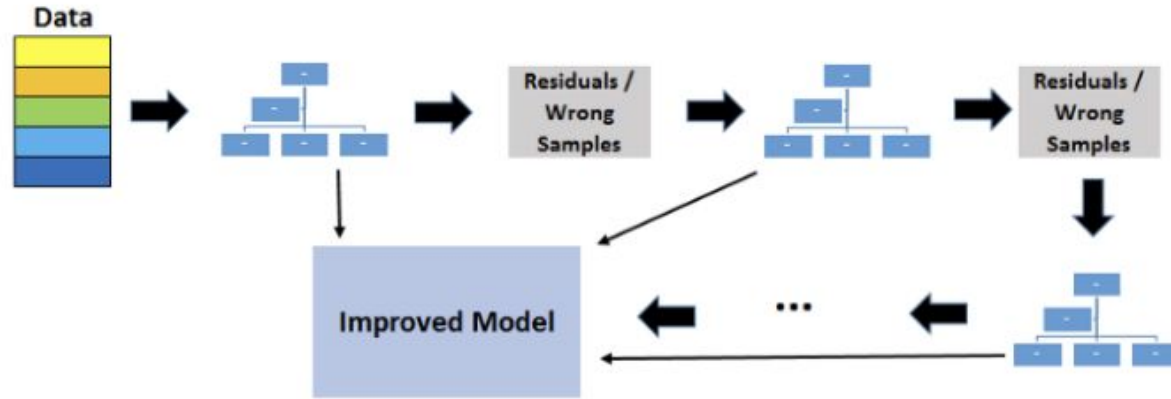 Data
Residuals /
Wrong
Samples
Residuals /
Wrong
Samples
...
Improved Model